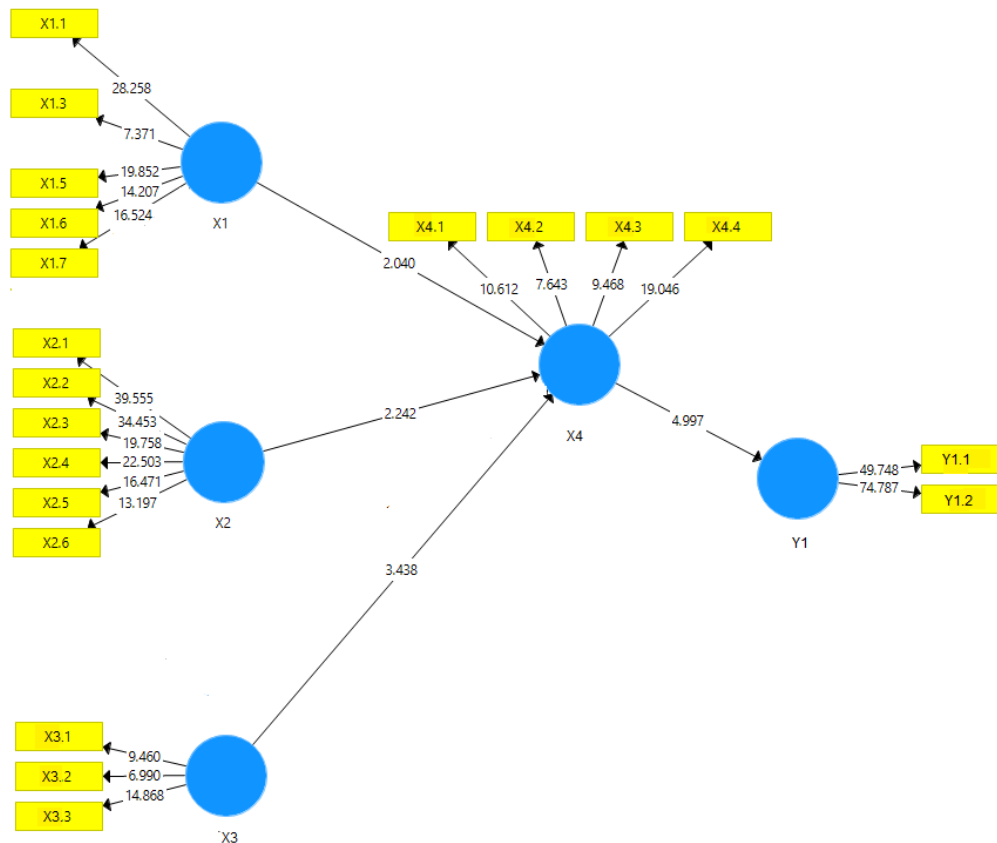 X1.1
28.258
X1.3
7.371
X1.5
19.852
14.207
X1.6
16.524
X1.7
X1
2.040
X4.1
X4.2
X4.3
X4.4
10.612
7.643
9.468
19.046
X4
X2.1
X2.2
39.555
34.453
X2.3
19.758
X2.4
22.503
16.471
X2.5
13.197
X2.6
X2
2.242
4.997
49.748
Y1.1
74.787
Y1.2
Y1
3.438
X3.1
9.460
X3.2
6.990
14.868
X3.3
X3